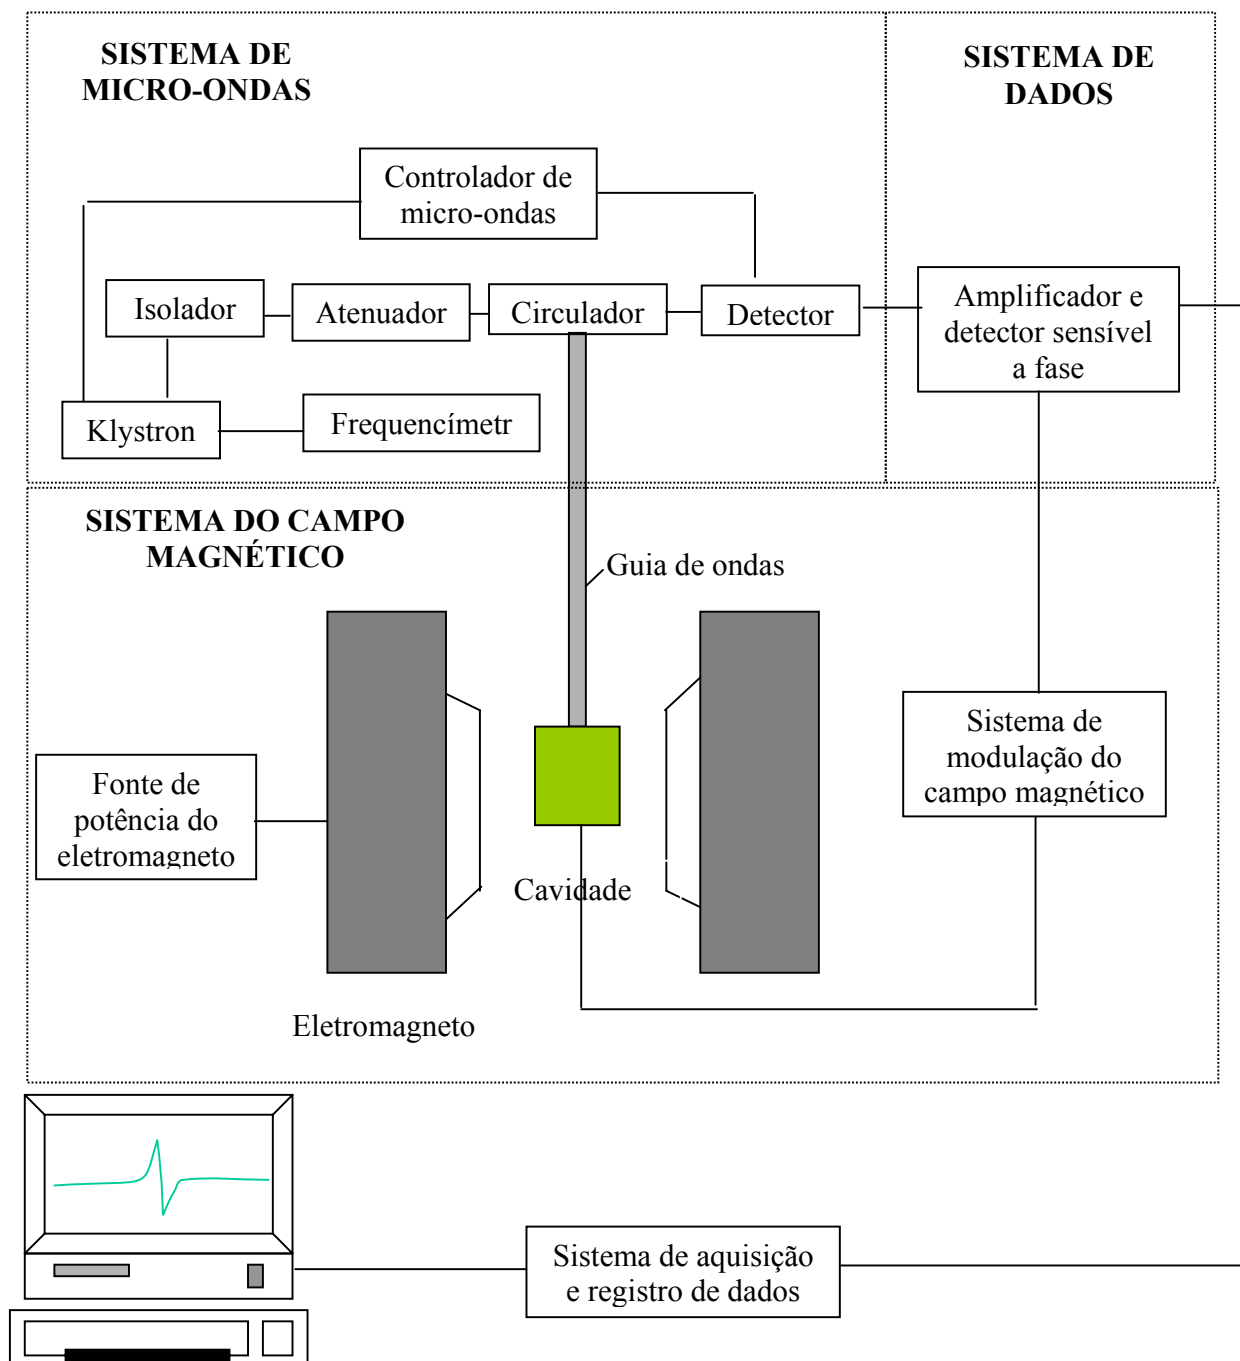 SISTEMA DE
MICRO-ONDAS
SISTEMA DE
DADOS
Controlador de
micro-ondas
Isolador
Atenuador
Circulador
Detector
Amplificador e
detector sensível
a fase
Klystron
Frequencímetr
SISTEMA DO CAMPO
MAGNÉTICO
Guia de ondas
Fonte de
potência do
eletromagneto
Cavidade
Sistema de
modulação do
campo magnético
Eletromagneto
Sistema de aquisição
e registro de dados